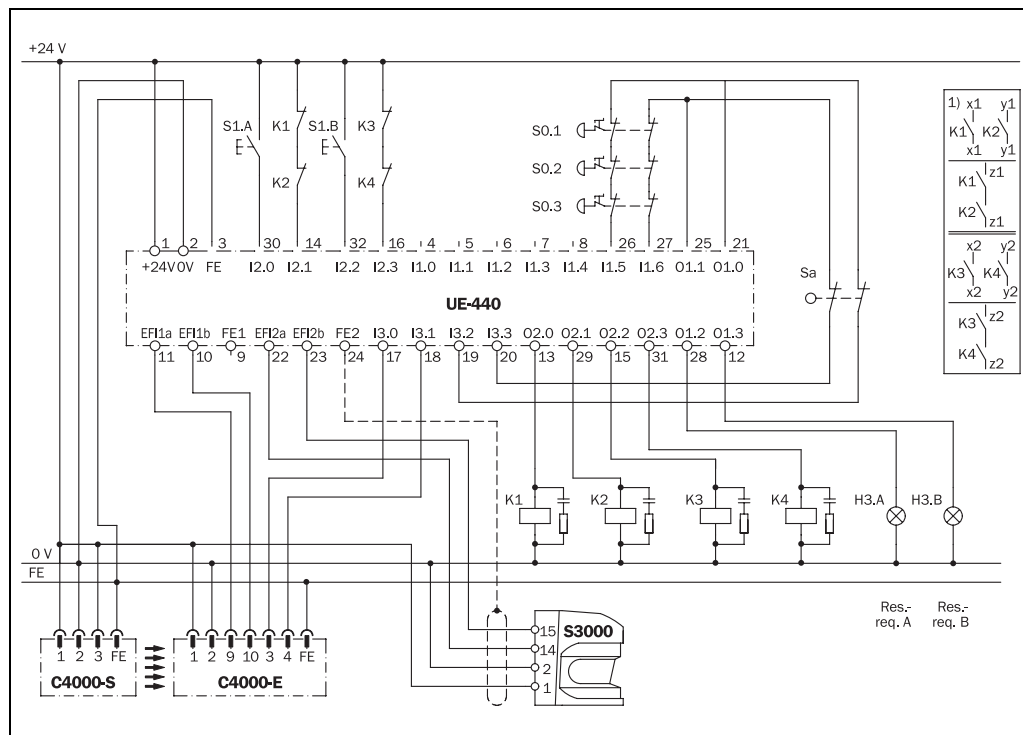 +24 V
S1.A K1 S1.B K3
K2 K4
S0.1
S0.2
S0.3
1) x1 y1
K1 K2
x1 y1
K1 z1
K2 z1
x2 y2
K3 K4
x2 y2
K3 z2
K4 z2
1 2 3 30 14 32 16 4 5 6 7 8 26 27 25 21
+24V 0V FE I2.0 I2.1 I2.2 I2.3 I1.0 I1.1 I1.2 I1.3 I1.4 I1.5 I1.6 O1.1 O1.0
UE-440
Sa
EFI1a EFI1b FE1 EFI2a EFI2b FE2 I3.0 I3.1 I3.2 I3.3 O2.0 O2.1 O2.2 O2.3 O1.2 O1.3
11 10 9 22 23 24 17 18 19 20 13 29 15 31 28 12
K1 K2 K3 K4 H3.A H3.B
0 V
FE
Res.- Res.-
req. A req. B
1 2 3 FE
C4000-S
1 2 9 10 3 4 FE
C4000-E
15 S3000
14
2
1